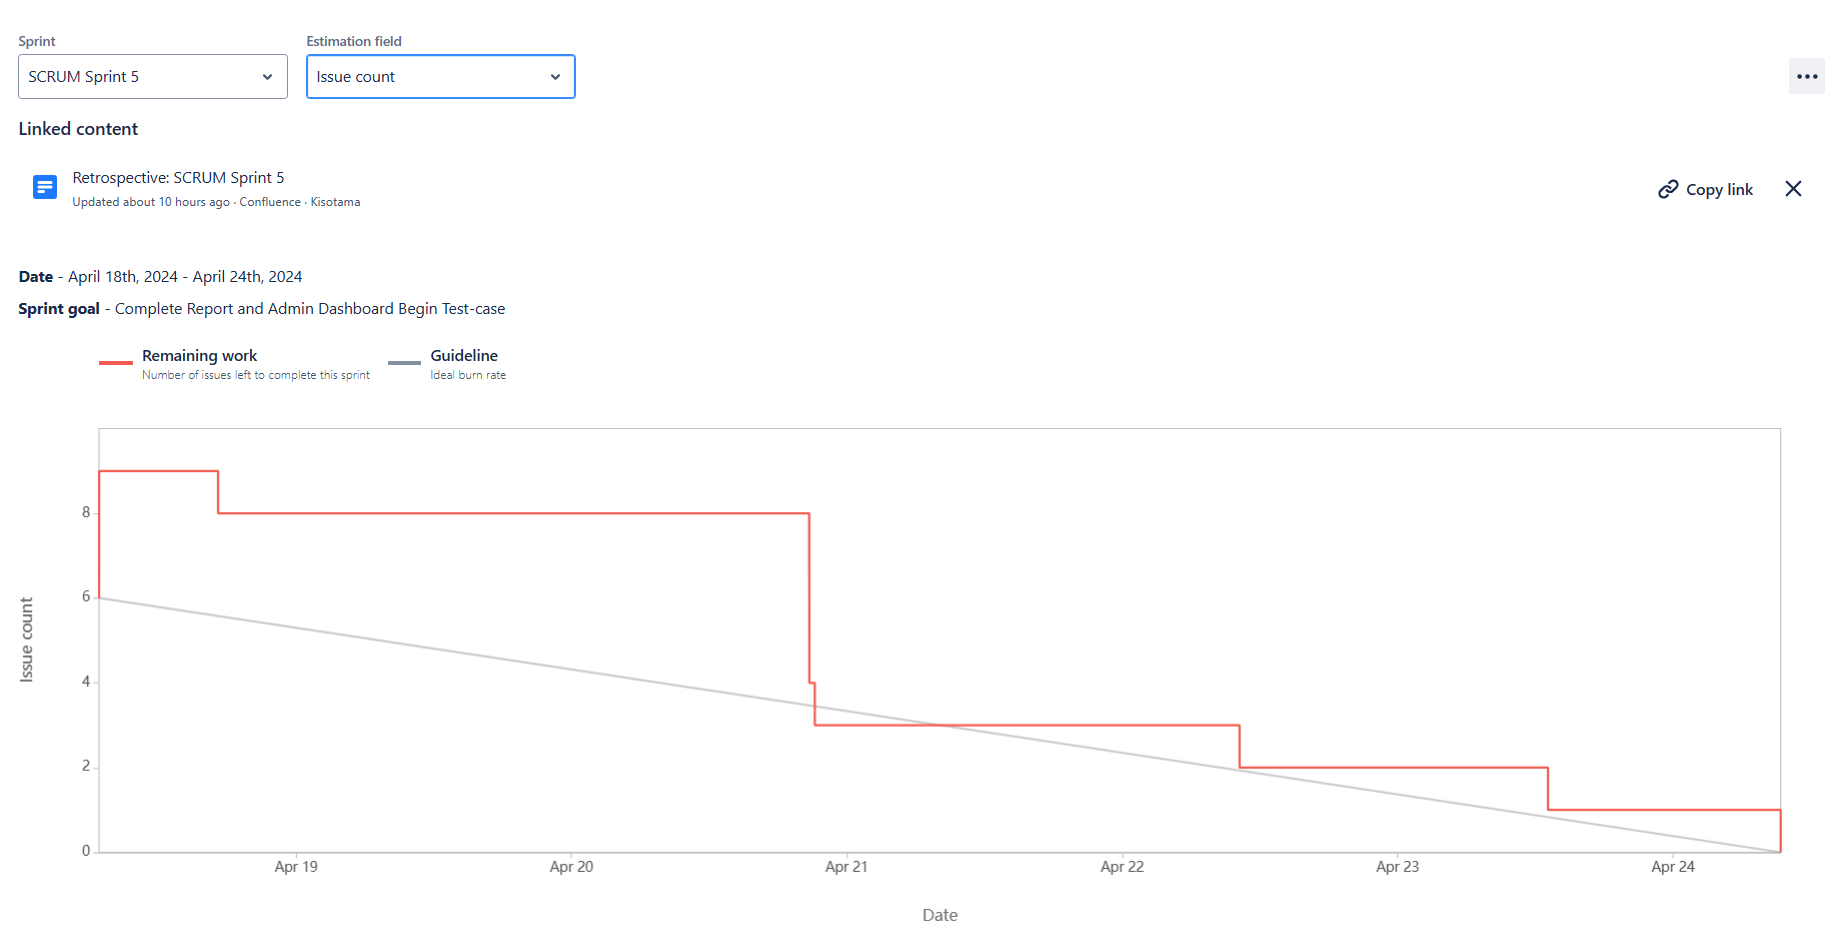 Sprint
Estimation field
SCRUM Sprint 5
Issue count
Linked content
Retrospective: SCRUM Sprint 5
Updated about 10 hours ago · Confluence · Kisotama
Copy link
Date - April 18th, 2024 - April 24th, 2024
Sprint goal - Complete Report and Admin Dashboard Begin Test-case
Remaining work
Number of issues left to complete this sprint
Guideline
Ideal burn rate
8
6
4
2
0
Issue count
Apr 19
Apr 20
Apr 21
Apr 22
Apr 23
Apr 24
Date